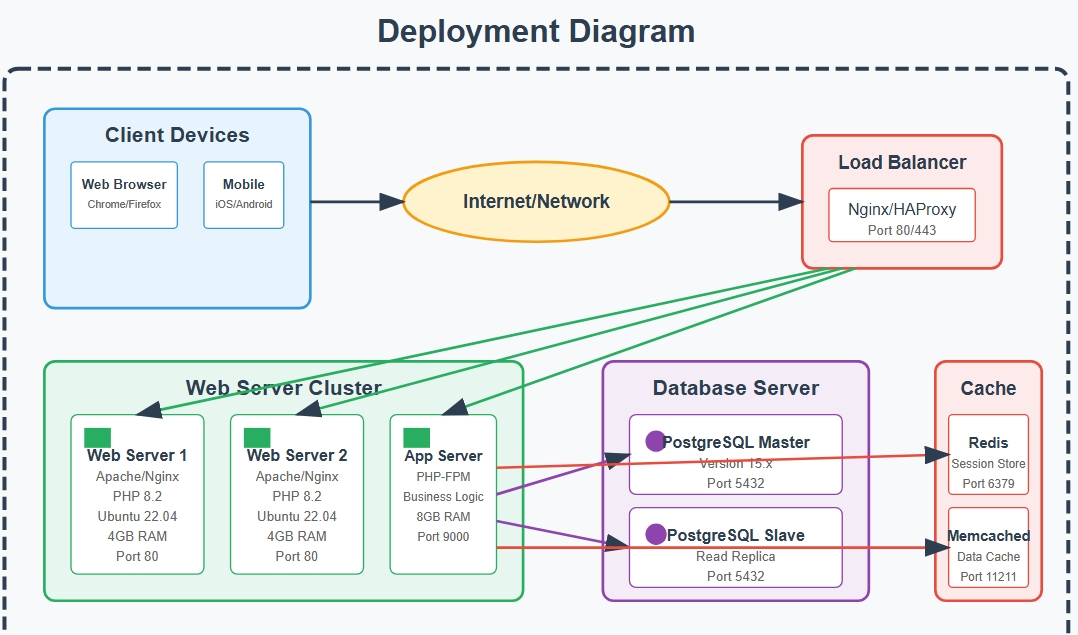 Deployment Diagram
Client Devices
Web Browser
Chrome/Firefox
Mobile
iOS/Android
Internet/Network
Load Balancer
Nginx/HAProxy
Port 80/443
Web Server Cluster
Web Server 1
Apache/Nginx
PHP 8.2
Ubuntu 22.04
4GB RAM
Port 80
Web Server 2
Apache/Nginx
PHP 8.2
Ubuntu 22.04
4GB RAM
Port 80
App Server
PHP-FPM
Business Logic
8GB RAM
Port 9000
Database Server
PostgreSQL Master
Version 15.x
Port 5432
PostgreSQL Slave
Read Replica
Port 5432
Cache
Redis
Session Store
Port 6379
Memcached
Data Cache
Port 11211